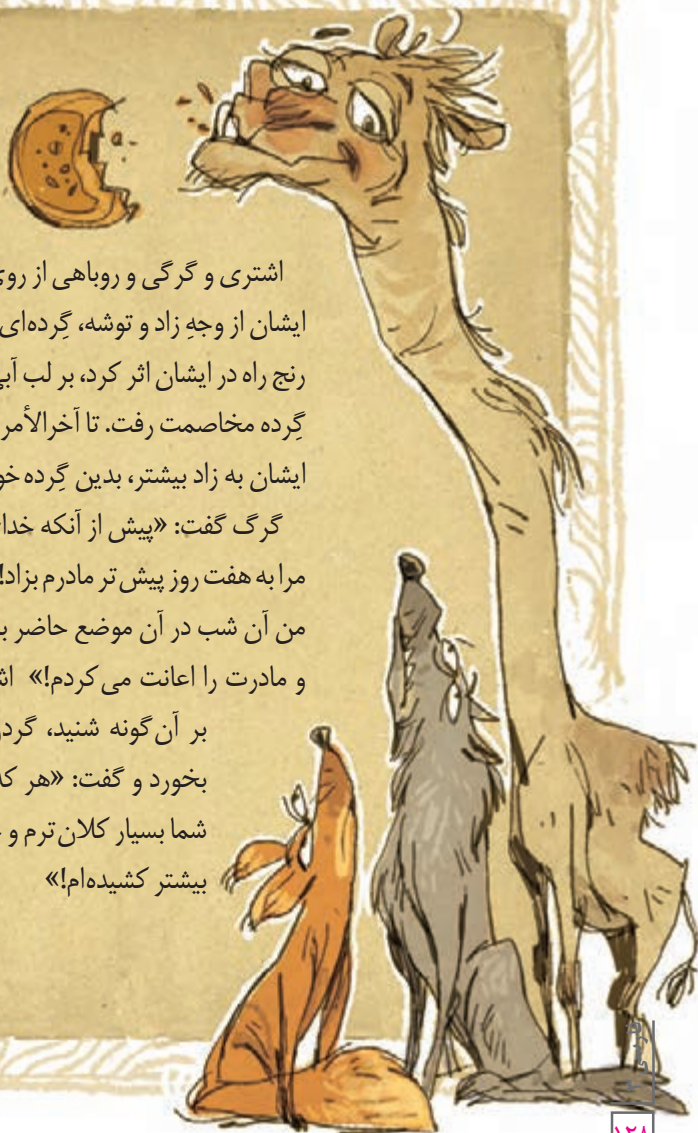 اشتری و گرگی و روباهی از روی
ایشان از وجهِ زاد و توشه، گِرده‌ای
رنج راه در ایشان اثر کرد، بر لب آبی
گِرده مخاصمت رفت. تا آخرالأمر
ایشان به زاد بیشتر، بدین گِرده خو
گرگ گفت: «پیش از آنکه خدا
مرا به هفت روز پیش‌تر مادرم بزاد!
من آن شب در آن موضع حاضر ب
و مادرت را اعانت می‌کردم!» اش
بر آن گونه شنید، گرد
بخورد و گفت: «هر که
شما بسیار کلان‌ترم و
بیشتر کشیده‌ام!»
۱۲۸